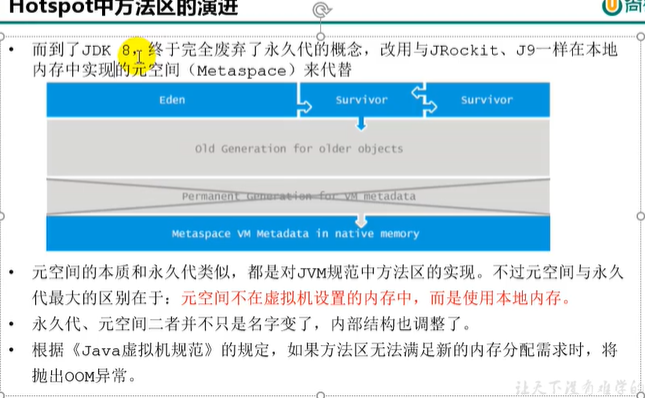 Hotspot中方法区的演进
尚
• 而到了JDK 8，终于完全废弃了永久代的概念，改用与JRockit、J9一样在本地
内存中实现的元空间（Metaspace）来代替
Eden
Survivor
Survivor
Old Generation for older objects
Permanent Generation for VM metadata
Metaspace VM Metadata in native memory
• 元空间的本质和永久代类似，都是对JVM规范中方法区的实现。不过元空间与永久
代最大的区别在于：元空间不在虚拟机设置的内存中，而是使用本地内存。
• 永久代、元空间二者并不只是名字变了，内部结构也调整了。
• 根据《Java虚拟机规范》的规定，如果方法区无法满足新的内存分配需求时，将
抛出OOM异常。
让天下没有难学的